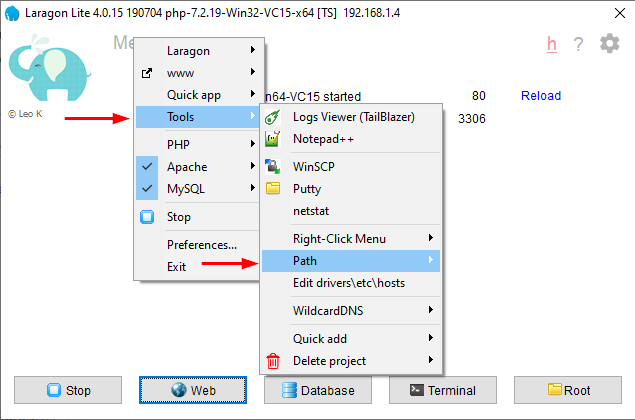 Laragon Lite 4.0.15 190704 php-7.2.19-Win32-VC15-x64 [TS] 192.168.1.4
h ?
© Leo K
Laragon
www
Quick app
Tools
PHP
Apache
MySQL
Stop
Preferences...
Exit
n64-VC15 started 80 Reload
3306
Logs Viewer (TailBlazer)
Notepad++
WinSCP
Putty
netstat
Right-Click Menu
Path
Edit drivers\etc\hosts
WildcardDNS
Quick add
Delete project
Stop Web Database Terminal Root